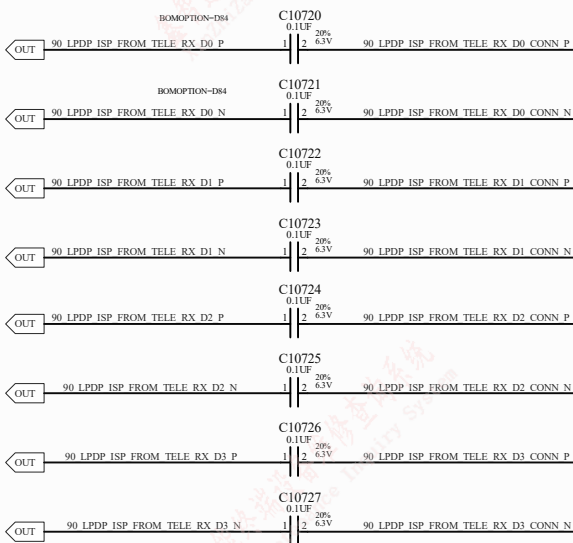 BOMOPTION=D84
C10720
0.1UF
20%
6.3V
OUT 90_LPDP_ISP_FROM_TELE_RX_D0_P 1 2 90_LPDP_ISP_FROM_TELE_RX_D0_CONN_P
BOMOPTION=D84
C10721
0.1UF
20%
6.3V
OUT 90_LPDP_ISP_FROM_TELE_RX_D0_N 1 2 90_LPDP_ISP_FROM_TELE_RX_D0_CONN_N
C10722
0.1UF
20%
6.3V
OUT 90_LPDP_ISP_FROM_TELE_RX_D1_P 1 2 90_LPDP_ISP_FROM_TELE_RX_D1_CONN_P
C10723
0.1UF
20%
6.3V
OUT 90_LPDP_ISP_FROM_TELE_RX_D1_N 1 2 90_LPDP_ISP_FROM_TELE_RX_D1_CONN_N
C10724
0.1UF
20%
6.3V
OUT 90_LPDP_ISP_FROM_TELE_RX_D2_P 1 2 90_LPDP_ISP_FROM_TELE_RX_D2_CONN_P
C10725
0.1UF
20%
6.3V
OUT 90_LPDP_ISP_FROM_TELE_RX_D2_N 1 2 90_LPDP_ISP_FROM_TELE_RX_D2_CONN_N
C10726
0.1UF
20%
6.3V
OUT 90_LPDP_ISP_FROM_TELE_RX_D3_P 1 2 90_LPDP_ISP_FROM_TELE_RX_D3_CONN_P
C10727
0.1UF
20%
6.3V
OUT 90_LPDP_ISP_FROM_TELE_RX_D3_N 1 2 90_LPDP_ISP_FROM_TELE_RX_D3_CONN_N